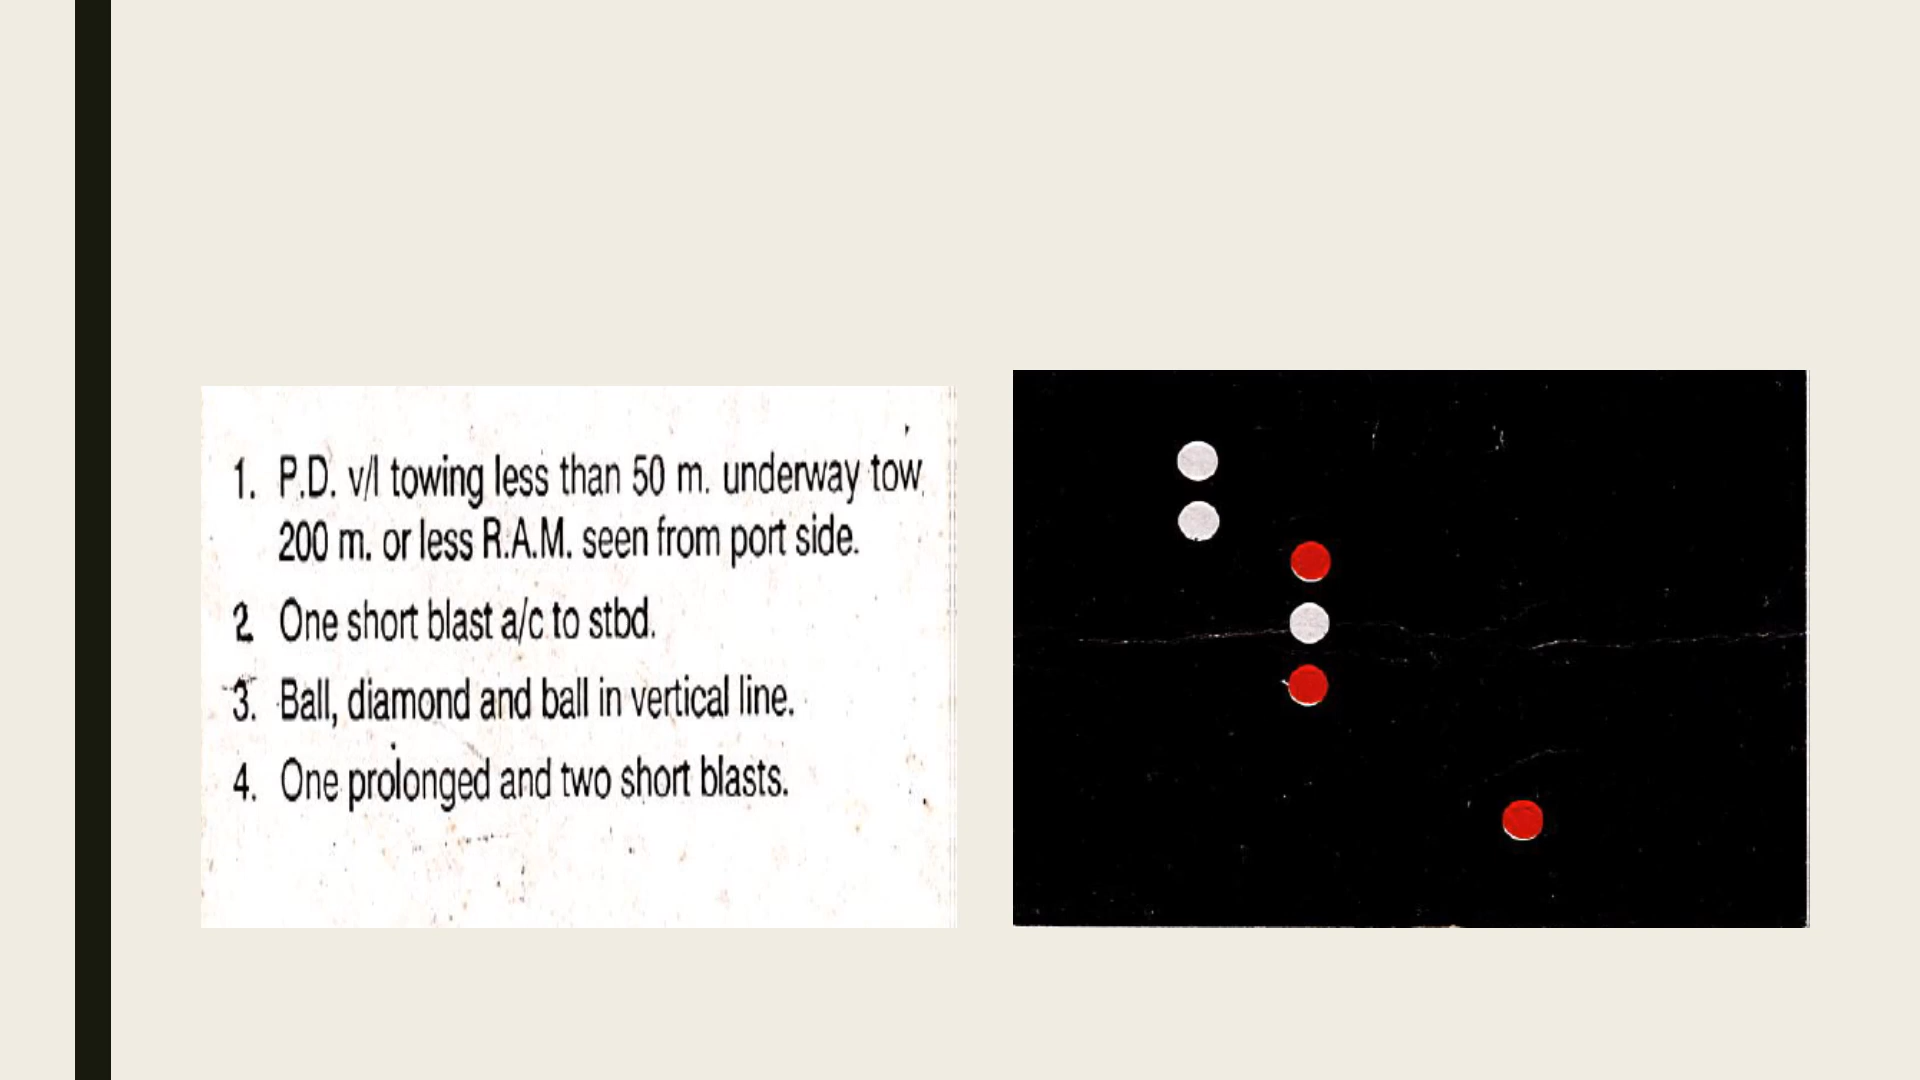 1. P.D. v/l towing less than 50 m. underway tow
200 m. or less R.A.M. seen from port side.
2. One short blast a/c to stbd.
3. Ball, diamond and ball in vertical line.
4. One prolonged and two short blasts.